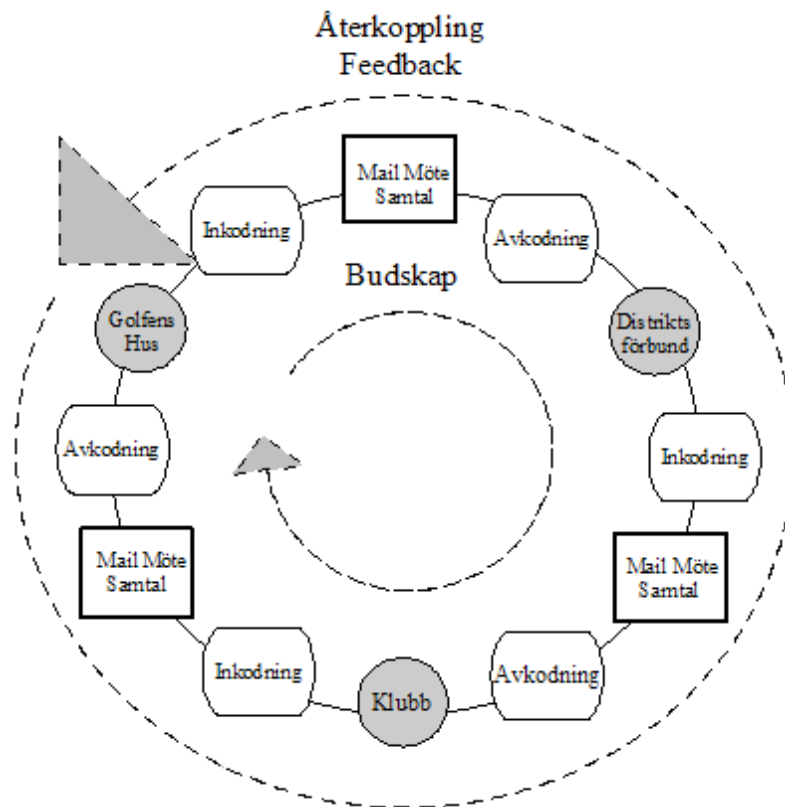 Återkoppling
Feedback
Mail Möte
Samtal
Inkodning
Avkodning
Budskap
Golfens
Hus
Distrikts
förbund
Avkodning
Inkodning
Mail Möte
Samtal
Mail Möte
Samtal
Inkodning
Klubb
Avkodning